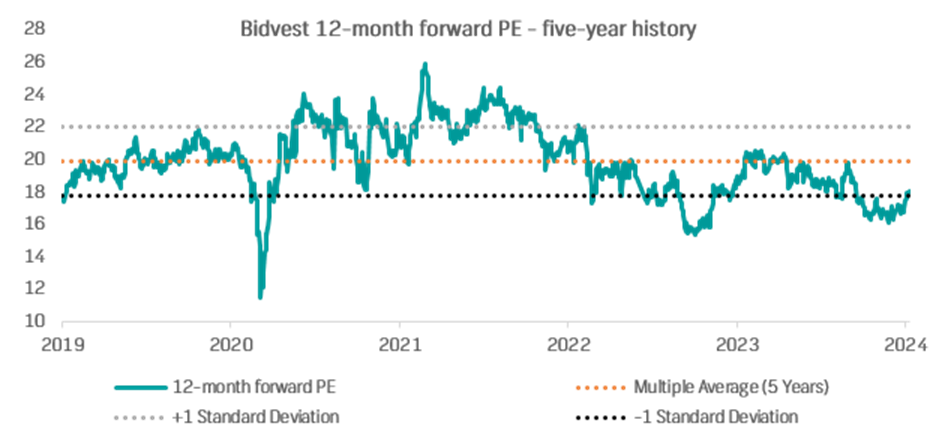 Bidvest 12-month forward PE - five-year history
28
26
24
22
20
18
16
14
12
10
2019 2020 2021 2022 2023 2024
12-month forward PE Multiple Average (5 Years)
+1 Standard Deviation -1 Standard Deviation